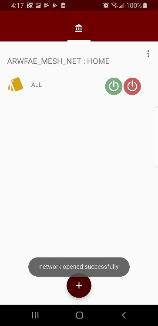 4:17
100%
ARWFAE_MESH_NET : HOME
ALL
network opened successfully